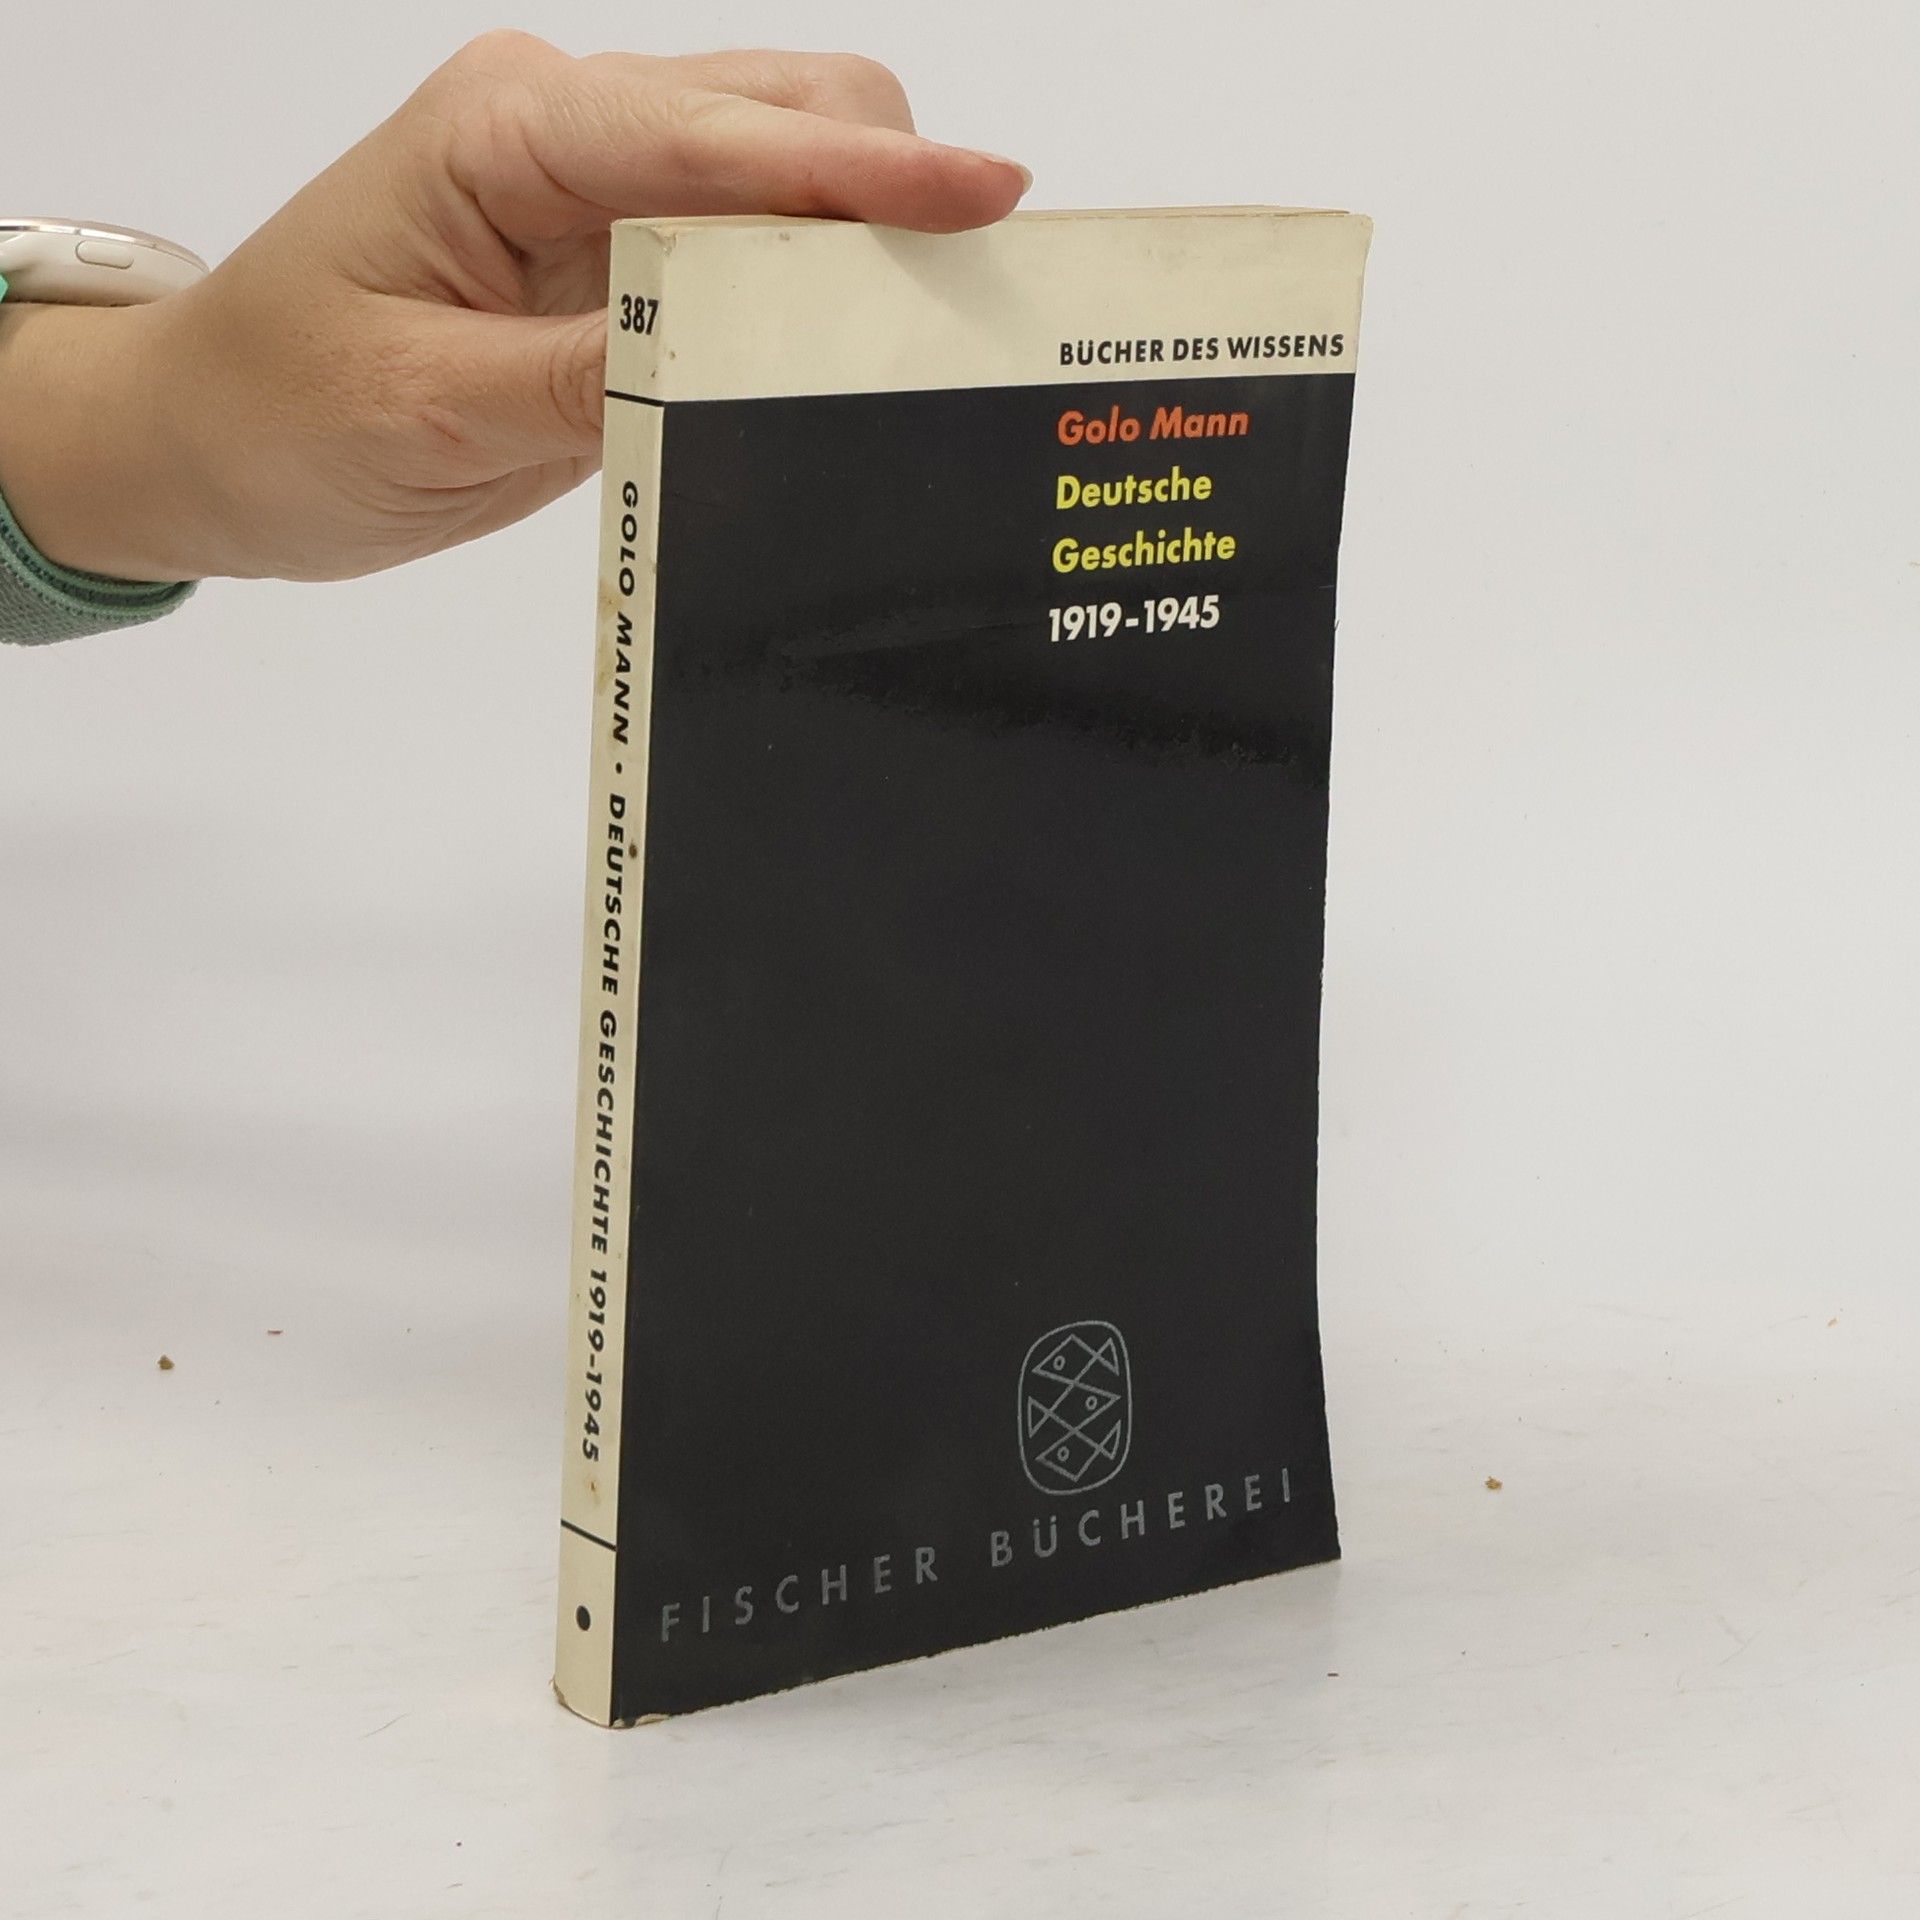 387
GOLO MANN • DEUTSCHE GESCHICHTE 1919-1945
BÜCHER DES WISSENS
Golo Mann
Deutsche
Geschichte
1919-1945
FISCHER BÜCHEREI